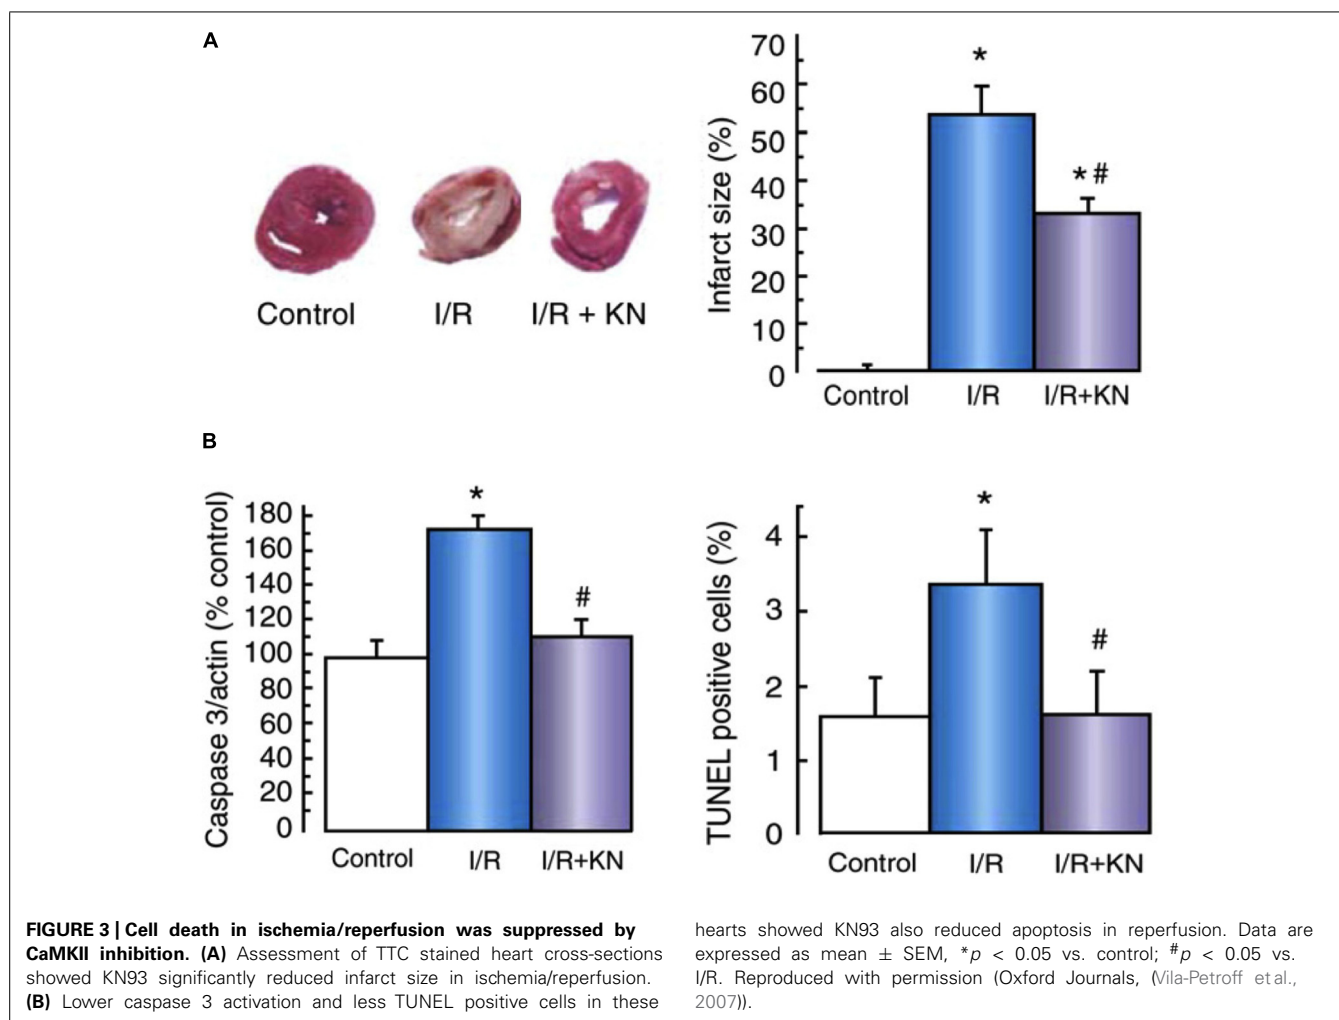 A
Control
I/R
I/R + KN
Infarct size (%)
70
60
50
40
30
20
10
0
*
* #
Control
I/R
I/R+KN
B
Caspase 3/actin (% control)
180
160
140
120
100
80
60
40
20
0
*
#
Control
I/R
I/R+KN
TUNEL positive cells (%)
4
3
2
1
0
*
#
Control
I/R
I/R+KN
FIGURE 3 | Cell death in ischemia/reperfusion was suppressed by
CaMKII inhibition. (A) Assessment of TTC stained heart cross-sections
showed KN93 significantly reduced infarct size in ischemia/reperfusion.
(B) Lower caspase 3 activation and less TUNEL positive cells in these
hearts showed KN93 also reduced apoptosis in reperfusion. Data are
expressed as mean ± SEM, *p < 0.05 vs. control; #p < 0.05 vs.
I/R. Reproduced with permission (Oxford Journals, (Vila-Petroff et al.,
2007)).